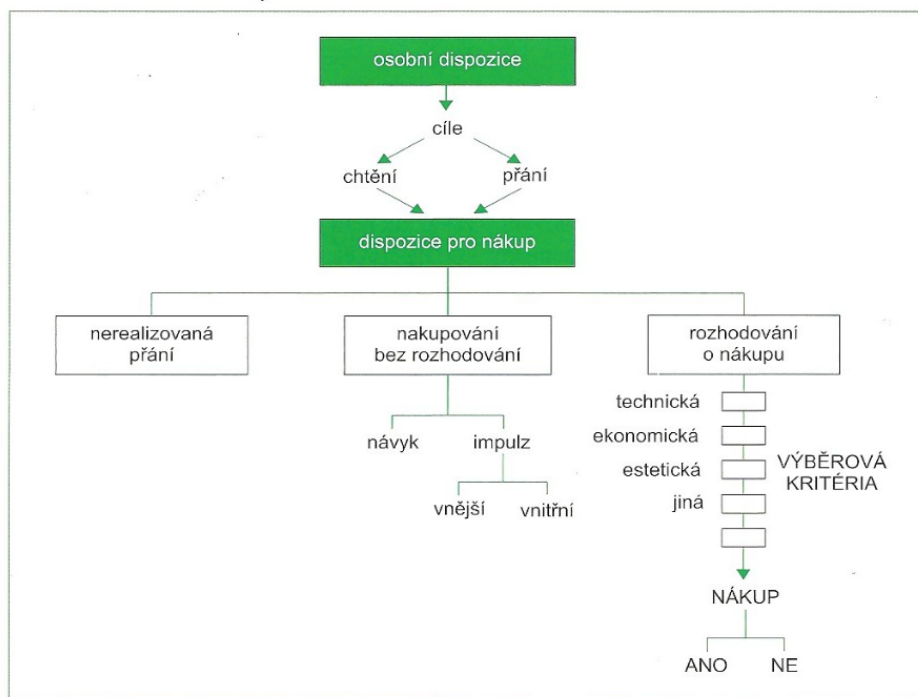 osobní dispozice
cíle
chtění
přání
dispozice pro nákup
nerealizovaná
přání
nakupování
bez rozhodování
rozhodování
o nákupu
návyk
impulz
vnější
vnitřní
technická
ekonomická
estetická
jiná
VÝBĚROVÁ
KRITÉRIA
NÁKUP
ANO
NE